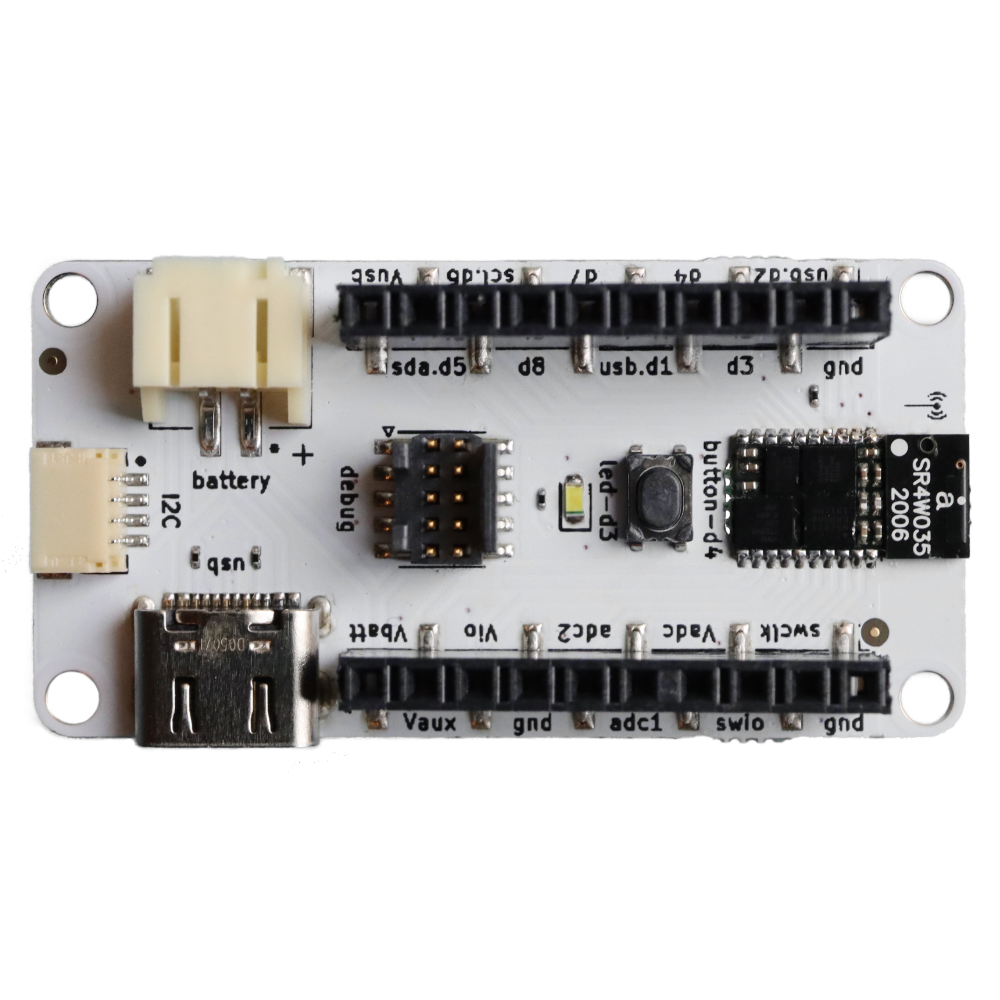 Vusb scl.d6 d7 d4 usb.d2
sda.d5 d8 usb.d1 d3 gnd
battery
+
I2C
debug
led-d3
button-d4
SR4W035
a
2006
usb
Vbatt Vio adc2 Vadc swclk
Vaux gnd adc1 swio gnd